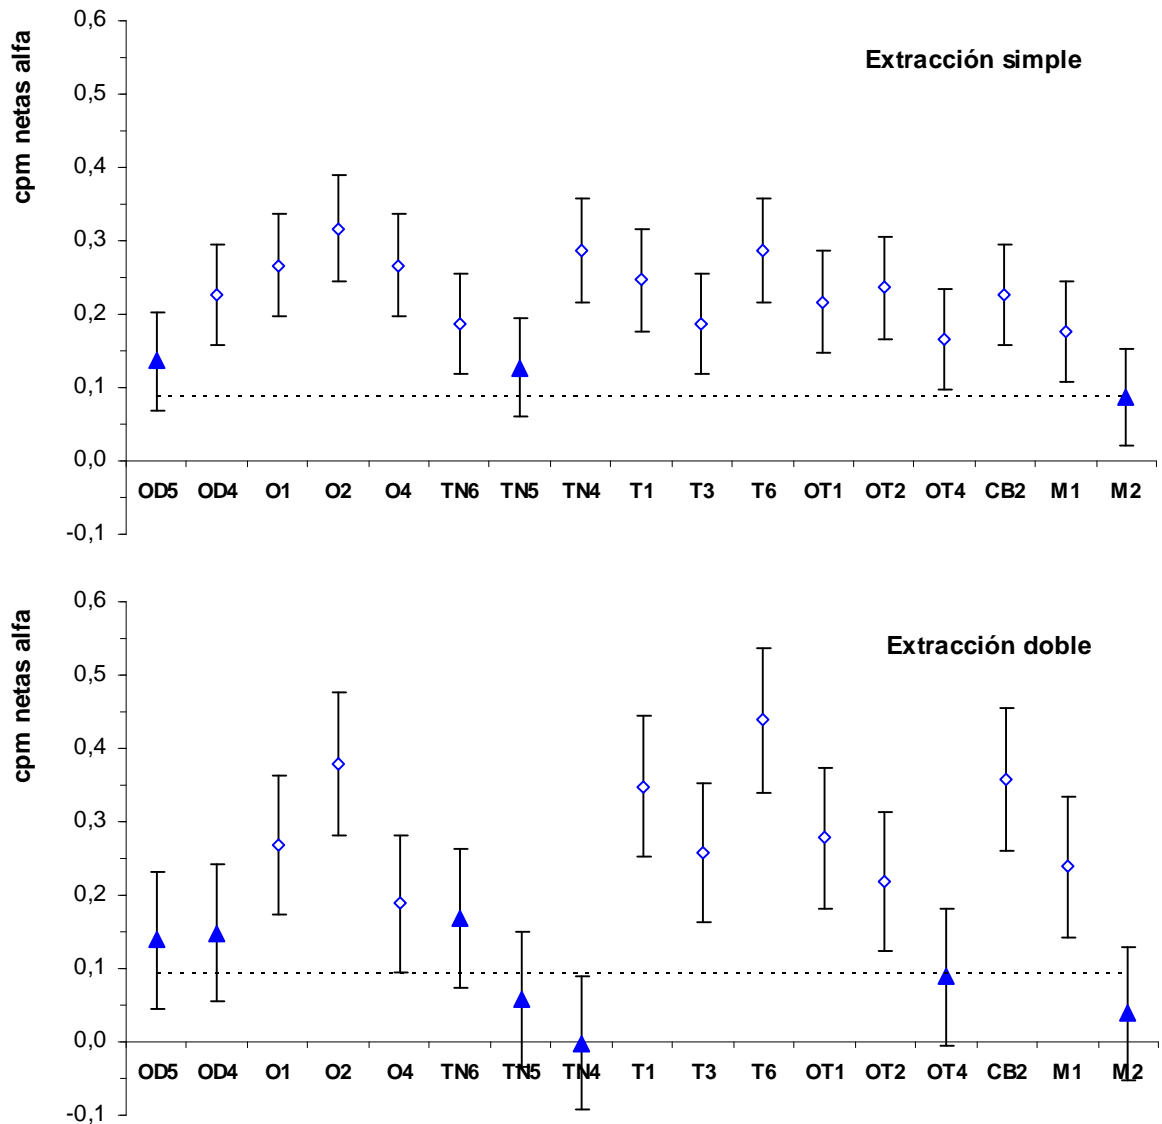 0,6
Extracción simple
0,5
0,4
0,3
0,2
0,1
0,0
-0,1
cpm netas alfa
OD5 OD4 O1 O2 O4 TN6 TN5 TN4 T1 T3 T6 OT1 OT2 OT4 CB2 M1 M2
0,6
Extracción doble
0,5
0,4
0,3
0,2
0,1
0,0
-0,1
cpm netas alfa
OD5 OD4 O1 O2 O4 TN6 TN5 TN4 T1 T3 T6 OT1 OT2 OT4 CB2 M1 M2